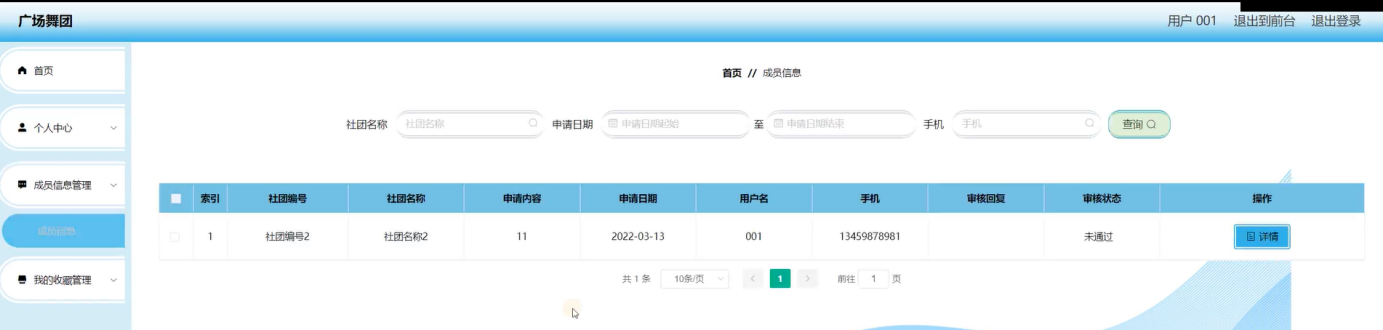 广场舞团
用户 001 退出到前台 退出登录
首页
个人中心
成员信息管理
成员信息
我的收藏管理
首页 // 成员信息
社团名称 社团名称 申请日期 申请日期起始 至 申请日期结束 手机 手机 查询
索引 社团编号 社团名称 申请内容 申请日期 用户名 手机 审核回复 审核状态 操作
1 社团编号2 社团名称2 11 2022-03-13 001 13459878981 未通过 详情
共 1 条 10条/页 < 1 > 前往 1 页